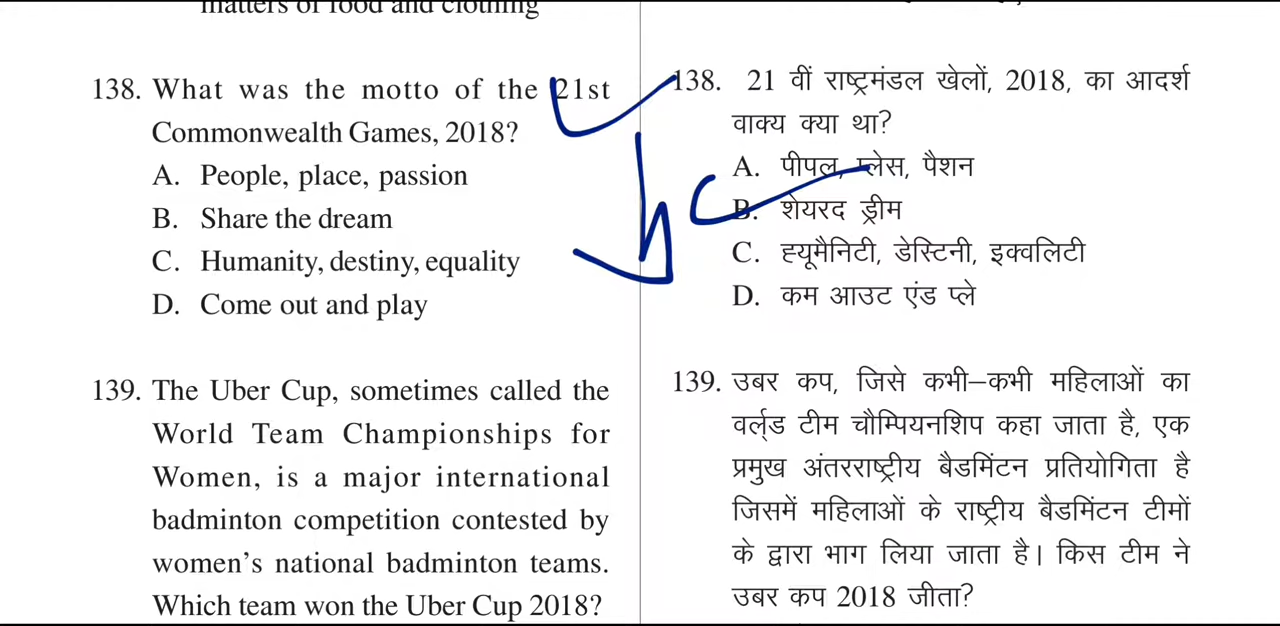 matters of food and clothing
138. What was the motto of the 21st
Commonwealth Games, 2018?
A. People, place, passion
B. Share the dream
C. Humanity, destiny, equality
D. Come out and play
139. The Uber Cup, sometimes called the
World Team Championships for
Women, is a major international
badminton competition contested by
women's national badminton teams.
Which team won the Uber Cup 2018?
138. 21 वीं राष्ट्रमंडल खेलों, 2018, का आदर्श
वाक्य क्या था?
A. पीपल, प्लेस, पैशन
B. शेयरद ड्रीम
C. ह्यूमैनिटी, डेस्टिनी, इक्वलिटी
D. कम आउट एंड प्ले
139. उबर कप, जिसे कभी–कभी महिलाओं का
वर्ल्ड टीम चौम्पियनशिप कहा जाता है, एक
प्रमुख अंतरराष्ट्रीय बैडमिंटन प्रतियोगिता है
जिसमें महिलाओं के राष्ट्रीय बैडमिंटन टीमों
के द्वारा भाग लिया जाता है। किस टीम ने
उबर कप 2018 जीता?